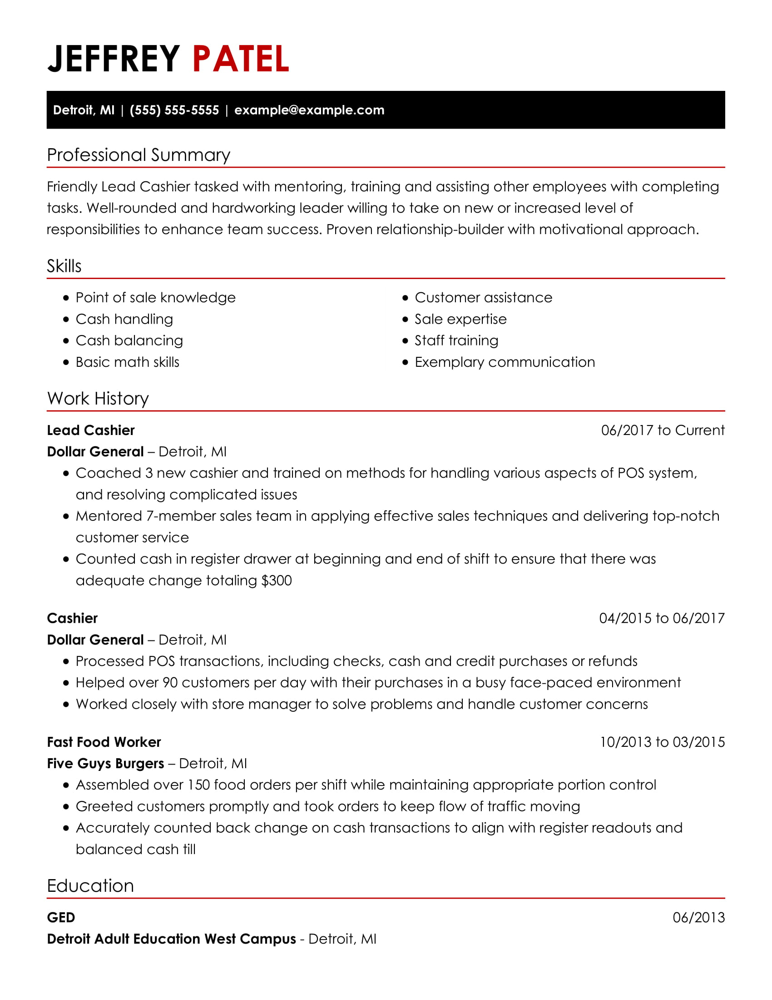 JEFFREY PATEL
Detroit, MI | (555) 555-5555 | example@example.com
Professional Summary
Friendly Lead Cashier tasked with mentoring, training and assisting other employees with completing
tasks. Well-rounded and hardworking leader willing to take on new or increased level of
responsibilities to enhance team success. Proven relationship-builder with motivational approach.
Skills
• Point of sale knowledge
• Cash handling
• Cash balancing
• Basic math skills
• Customer assistance
• Sale expertise
• Staff training
• Exemplary communication
Work History
Lead Cashier 06/2017 to Current
Dollar General – Detroit, MI
• Coached 3 new cashier and trained on methods for handling various aspects of POS system,
and resolving complicated issues
• Mentored 7-member sales team in applying effective sales techniques and delivering top-notch
customer service
• Counted cash in register drawer at beginning and end of shift to ensure that there was
adequate change totaling $300
Cashier 04/2015 to 06/2017
Dollar General – Detroit, MI
• Processed POS transactions, including checks, cash and credit purchases or refunds
• Helped over 90 customers per day with their purchases in a busy face-paced environment
• Worked closely with store manager to solve problems and handle customer concerns
Fast Food Worker 10/2013 to 03/2015
Five Guys Burgers – Detroit, MI
• Assembled over 150 food orders per shift while maintaining appropriate portion control
• Greeted customers promptly and took orders to keep flow of traffic moving
• Accurately counted back change on cash transactions to align with register readouts and
balanced cash till
Education
GED 06/2013
Detroit Adult Education West Campus - Detroit, MI